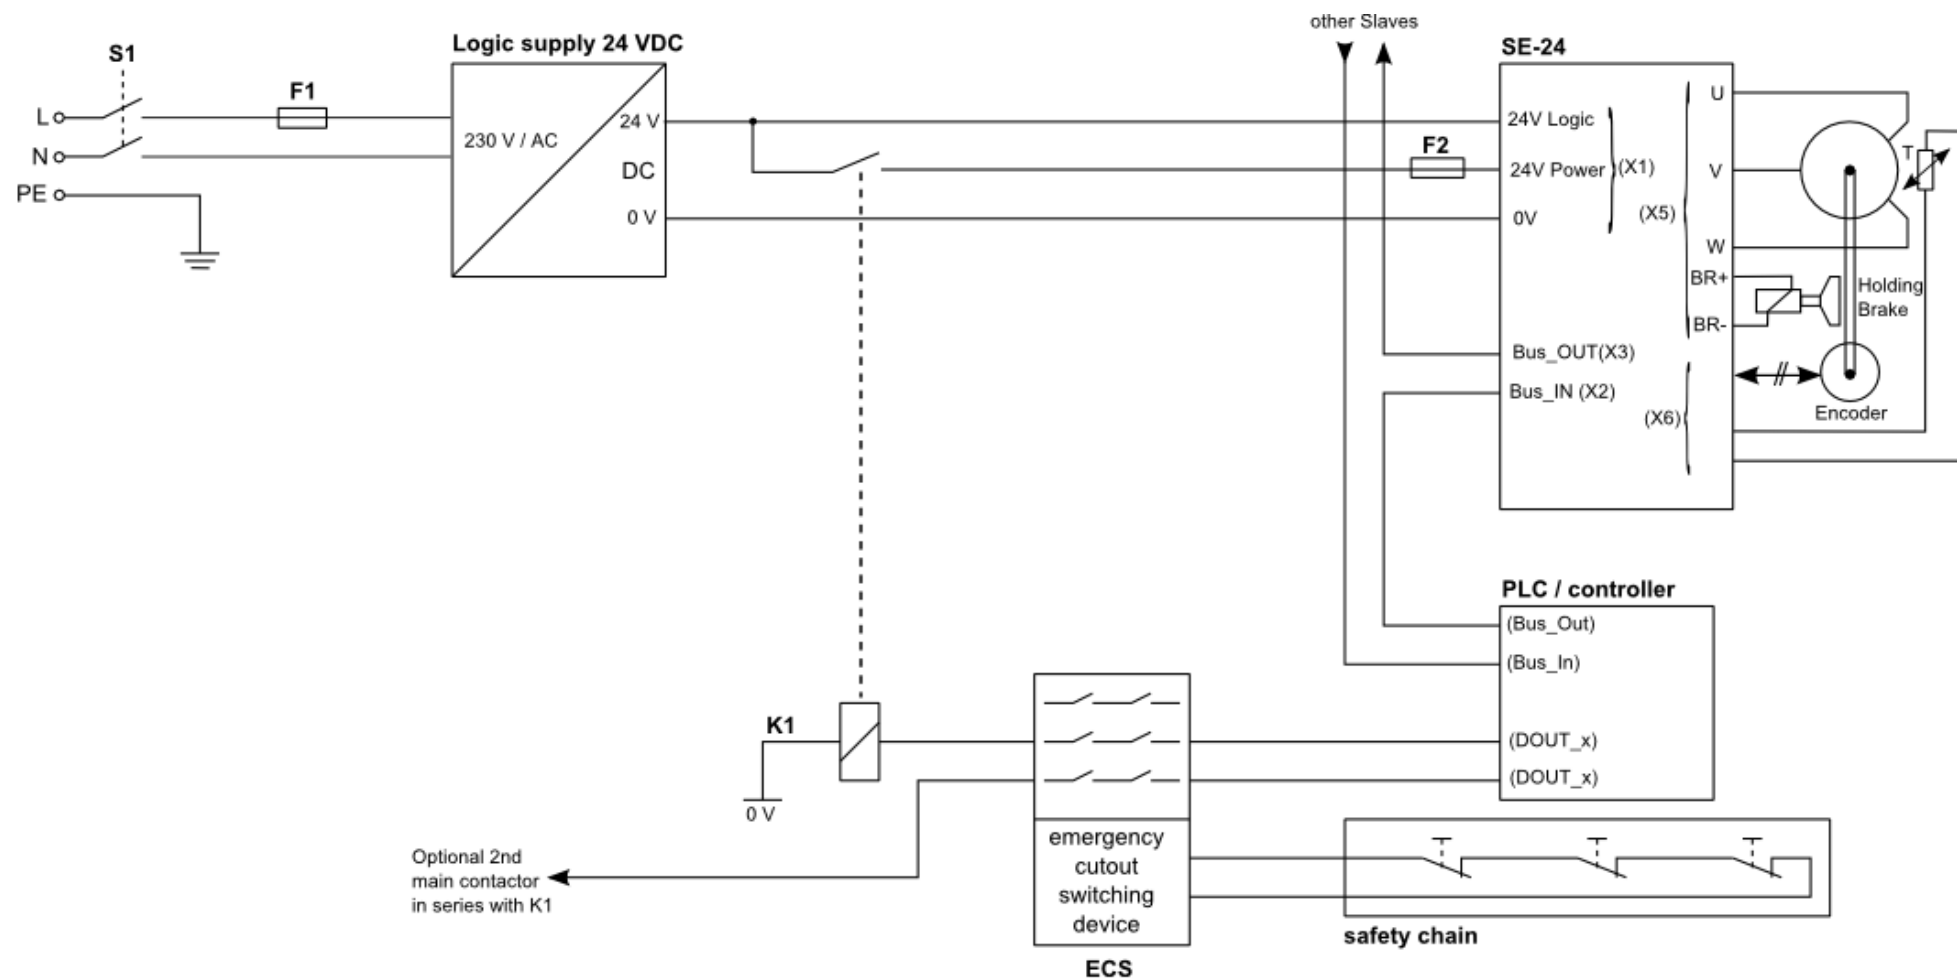 other Slaves
S1
Logic supply 24 VDC
SE-24
L
F1
N
PE
230 V / AC
24 V
DC
0 V
F2
24V Logic
24V Power
(X1)
0V
U
V
(X5)
W
T
BR+
BR-
Holding
Brake
Bus_OUT(X3)
Bus_IN (X2)
(X6)
Encoder
PLC / controller
(Bus_Out)
(Bus_In)
(DOUT_x)
(DOUT_x)
K1
0 V
Optional 2nd
main contactor
in series with K1
emergency
cutout
switching
device
ECS
safety chain